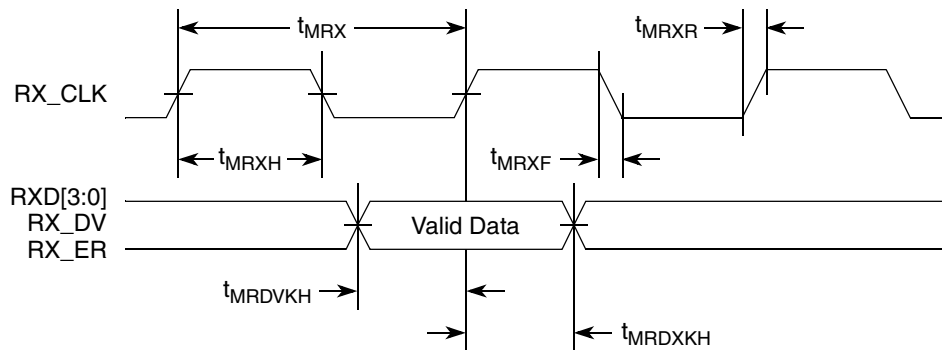 tMRX
tMRXR
RX_CLK
tMRXH
tMRXF
RXD[3:0]
RX_DV
Valid Data
RX_ER
tMRDVKH
tMRDXKH